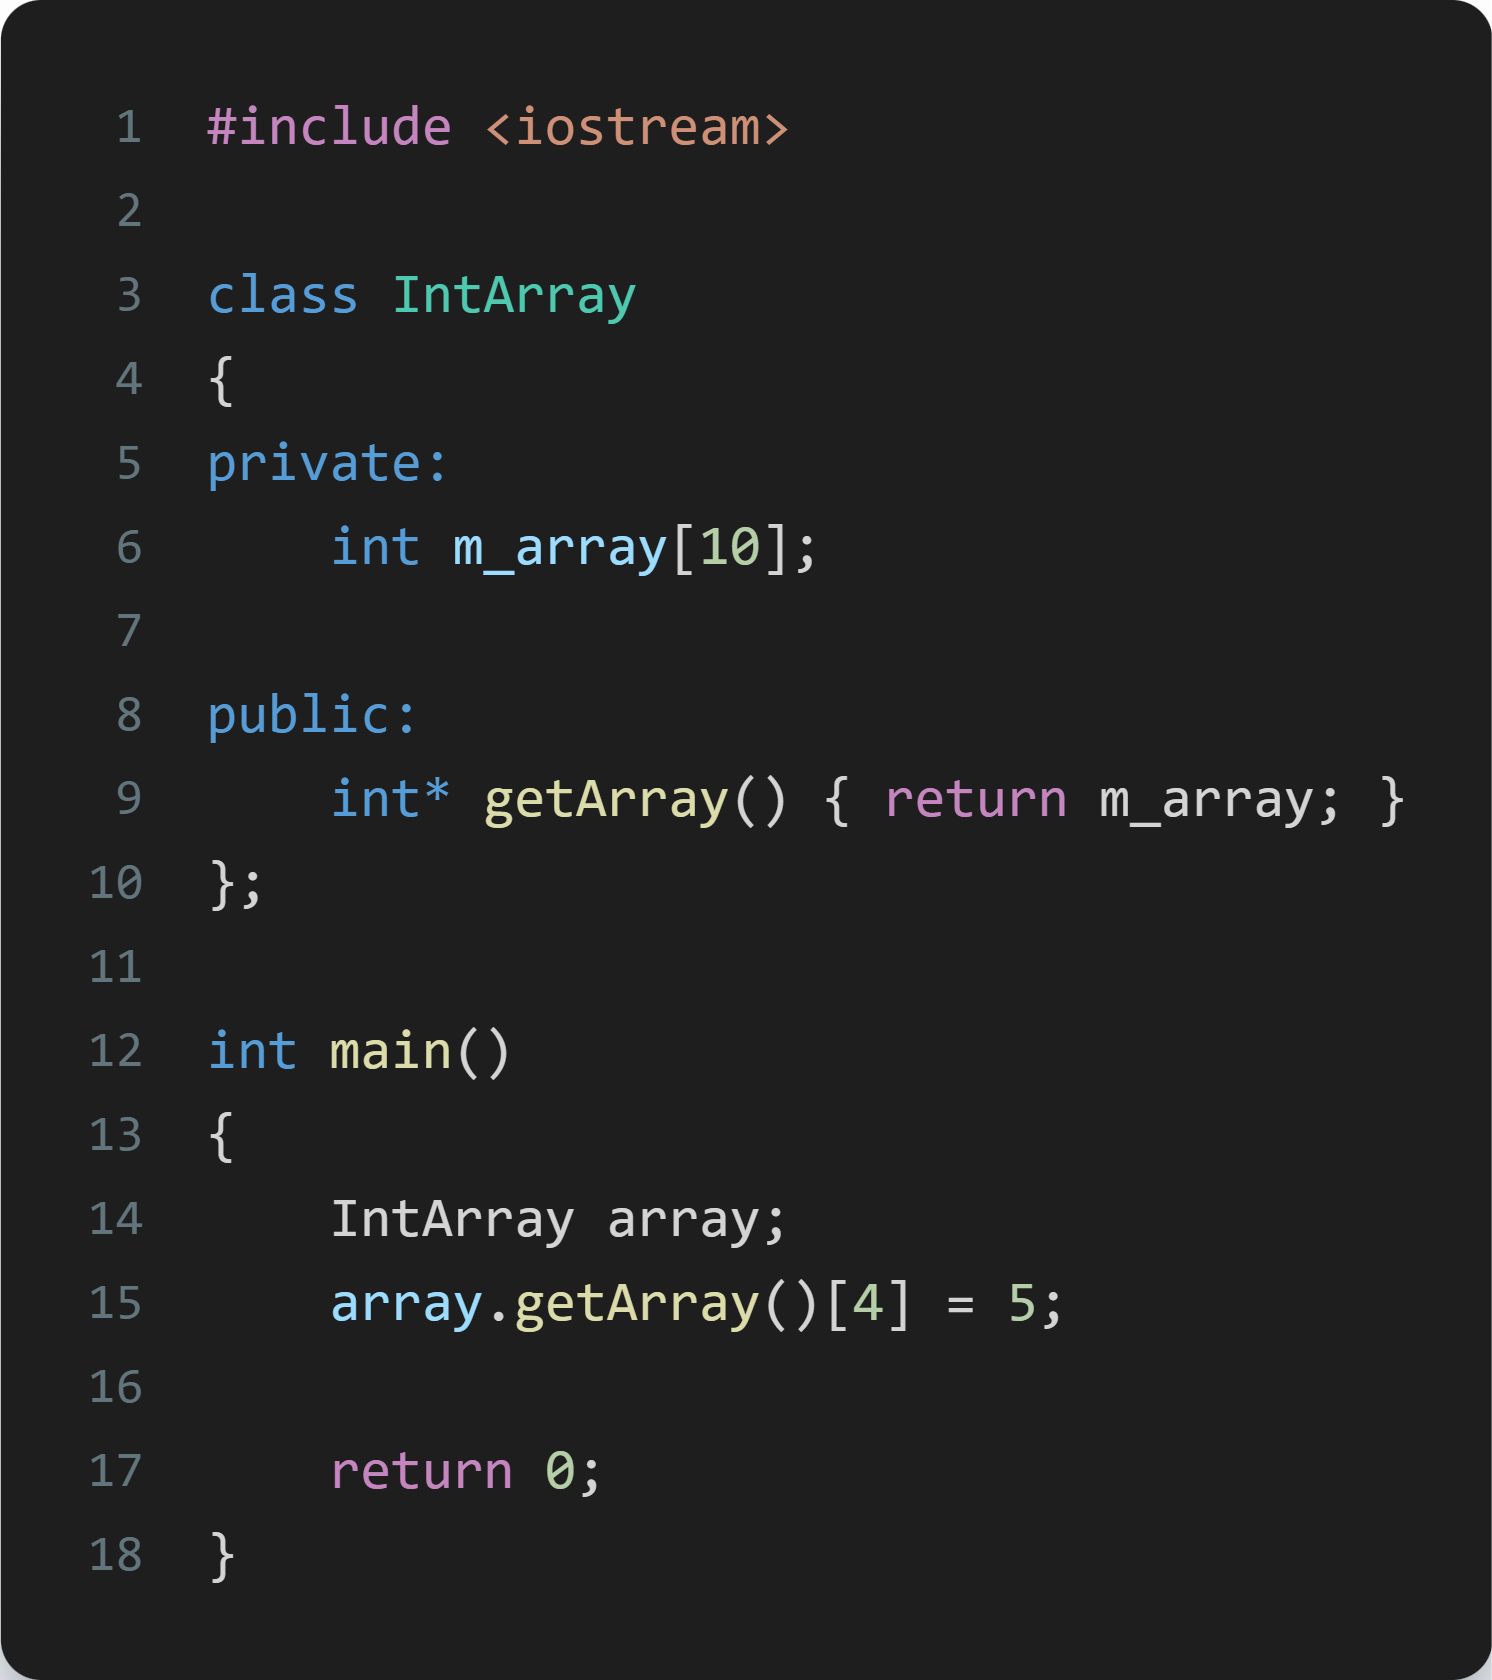 1 #include <iostream>
2
3 class IntArray
4 {
5 private:
6     int m_array[10];
7
8 public:
9     int* getArray() { return m_array; }
10 };
11
12 int main()
13 {
14     IntArray array;
15     array.getArray()[4] = 5;
16
17     return 0;
18 }